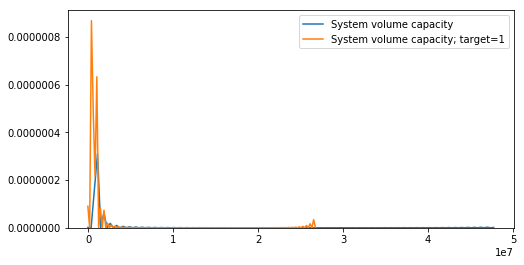 System volume capacity
System volume capacity; target=1
0.0000008
0.0000006
0.0000004
0.0000002
0.0000000
0 1 2 3 4 5
1e7